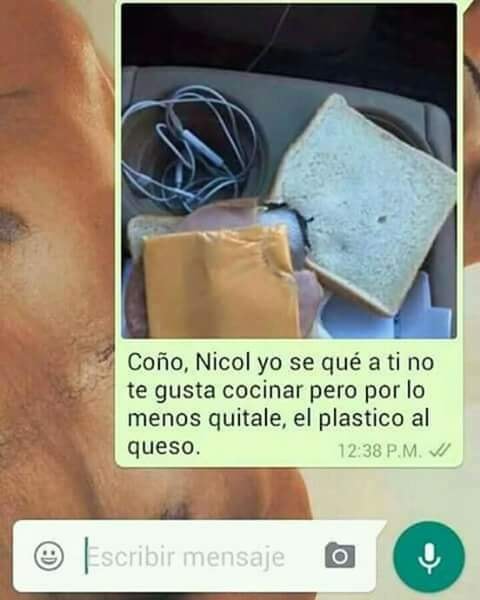 Coño, Nicol yo se qué a ti no
te gusta cocinar pero por lo
menos quitale, el plastico al
queso.
12:38 P.M.
Escribir mensaje